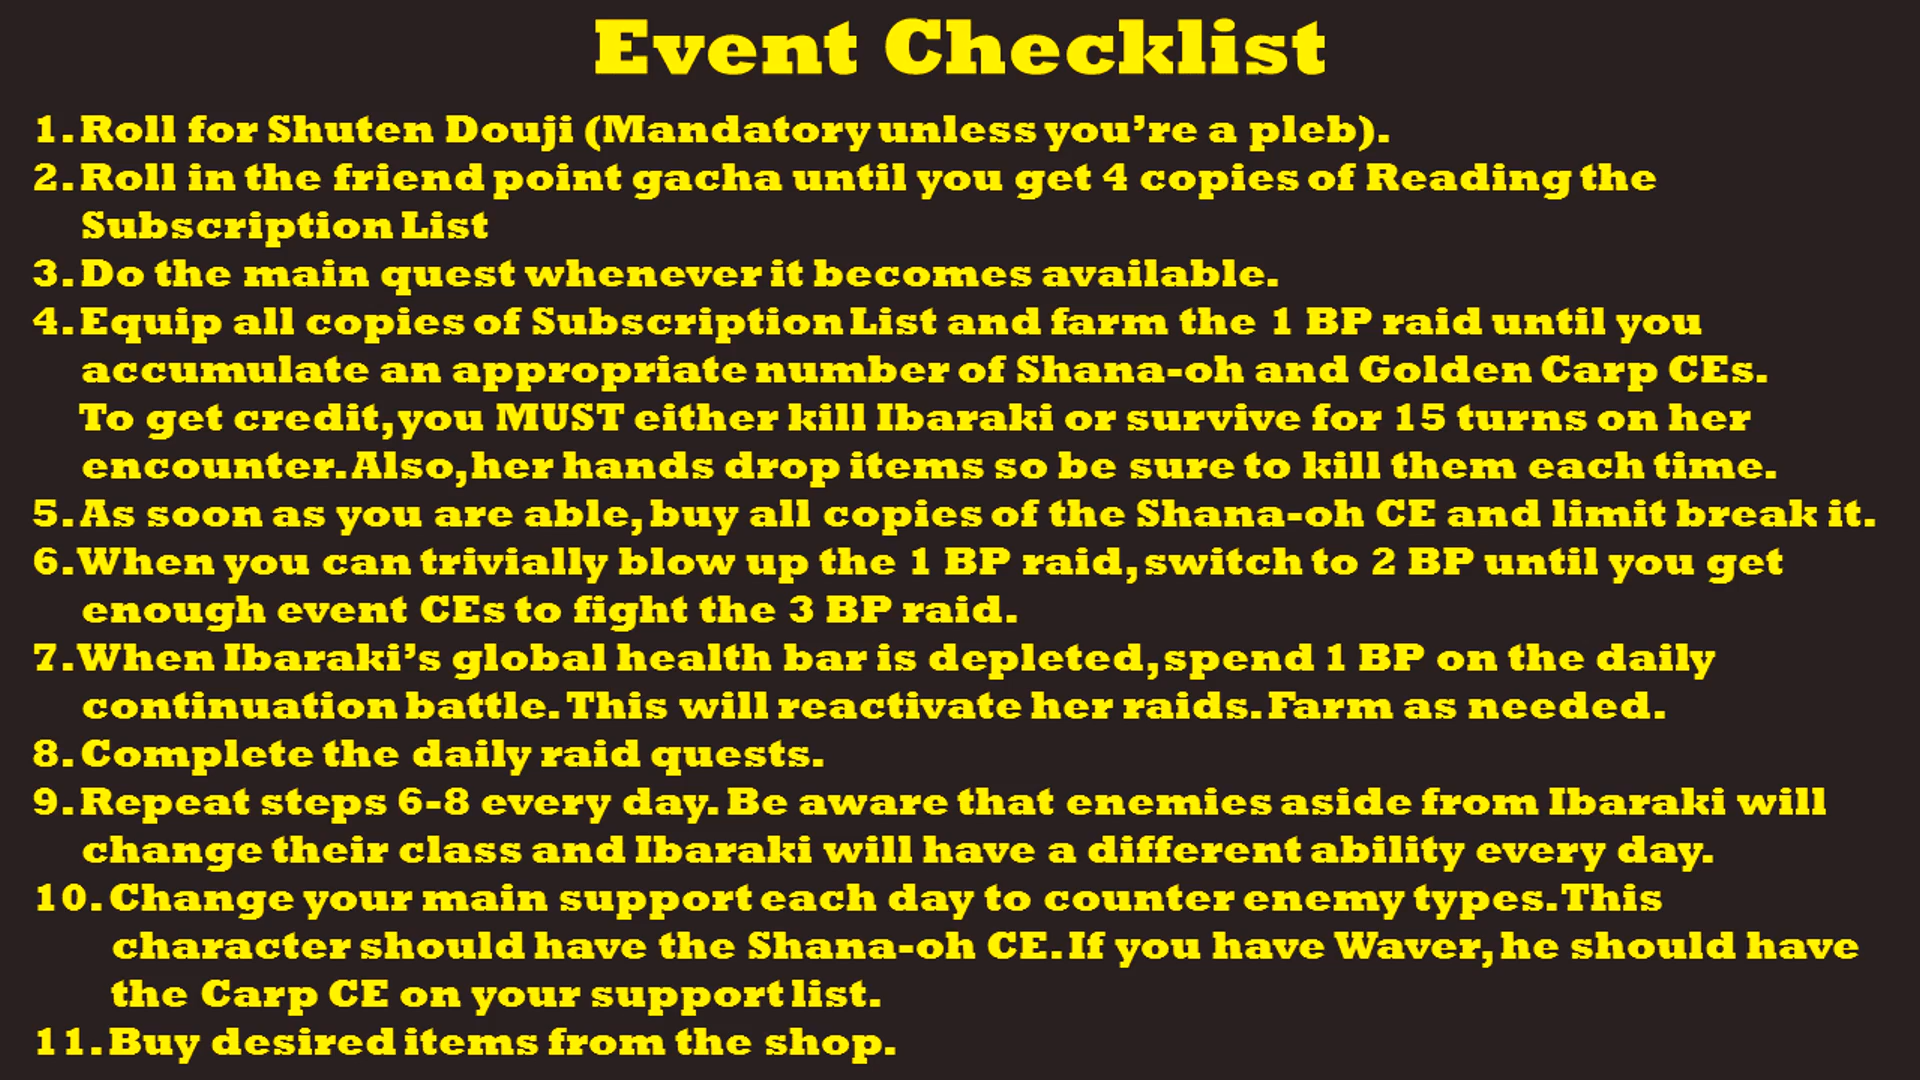 Event Checklist
1. Roll for Shuten Douji (Mandatory unless you're a pleb).
2. Roll in the friend point gacha until you get 4 copies of Reading the
Subscription List
3. Do the main quest whenever it becomes available.
4. Equip all copies of Subscription List and farm the 1 BP raid until you
accumulate an appropriate number of Shana-oh and Golden Carp CEs.
To get credit, you MUST either kill Ibaraki or survive for 15 turns on her
encounter. Also, her hands drop items so be sure to kill them each time.
5. As soon as you are able, buy all copies of the Shana-oh CE and limit break it.
6. When you can trivially blow up the 1 BP raid, switch to 2 BP until you get
enough event CEs to fight the 3 BP raid.
7. When Ibaraki's global health bar is depleted, spend 1 BP on the daily
continuation battle. This will reactivate her raids. Farm as needed.
8. Complete the daily raid quests.
9. Repeat steps 6-8 every day. Be aware that enemies aside from Ibaraki will
change their class and Ibaraki will have a different ability every day.
10. Change your main support each day to counter enemy types. This
character should have the Shana-oh CE. If you have Waver, he should have
the Carp CE on your support list.
11. Buy desired items from the shop.